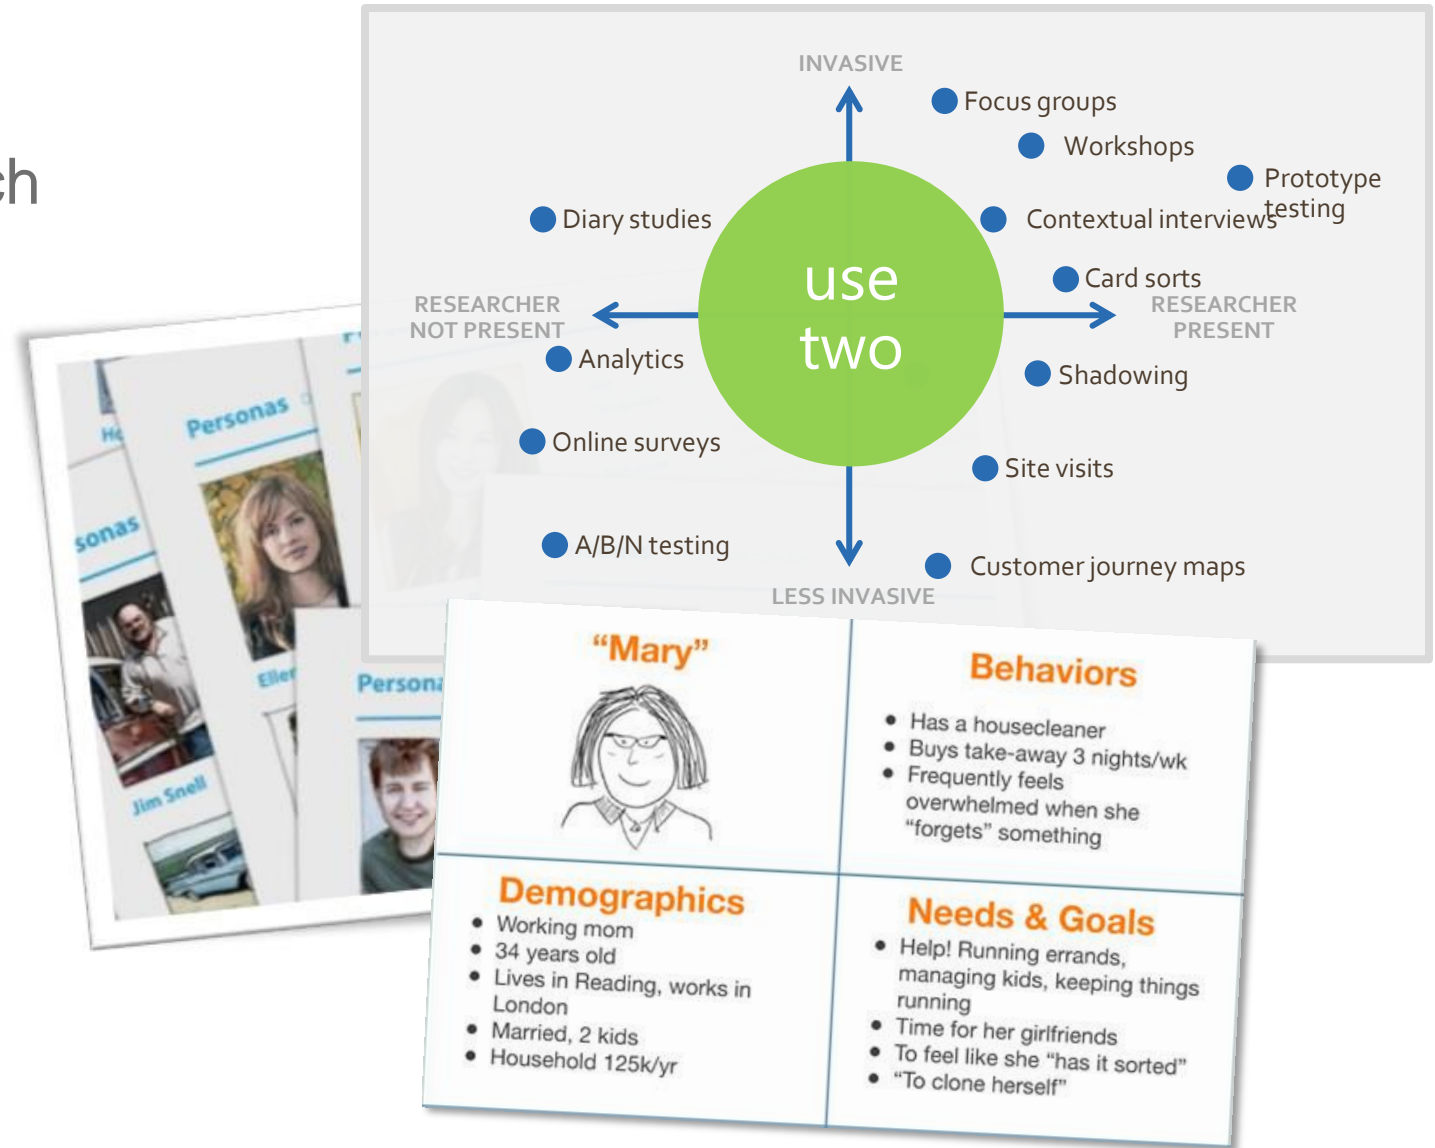 ch
INVASIVE
Focus groups
Workshops
Prototype
testing
Diary studies
Contextual interviews
use
two
Card sorts
RESEARCHER
NOT PRESENT
RESEARCHER
PRESENT
Analytics
Shadowing
Online surveys
Site visits
A/B/N testing
Customer journey maps
LESS INVASIVE
Personas
sonas
Ellen
Persona
Jim Snell
“Mary”
Behaviors
Has a housecleaner
Buys take-away 3 nights/wk
Frequently feels
overwhelmed when she
“forgets” something
Demographics
Working mom
34 years old
Lives in Reading, works in
London
Married, 2 kids
Household 125k/yr
Needs & Goals
Help! Running errands,
managing kids, keeping things
running
Time for her girlfriends
To feel like she “has it sorted”
“To clone herself”